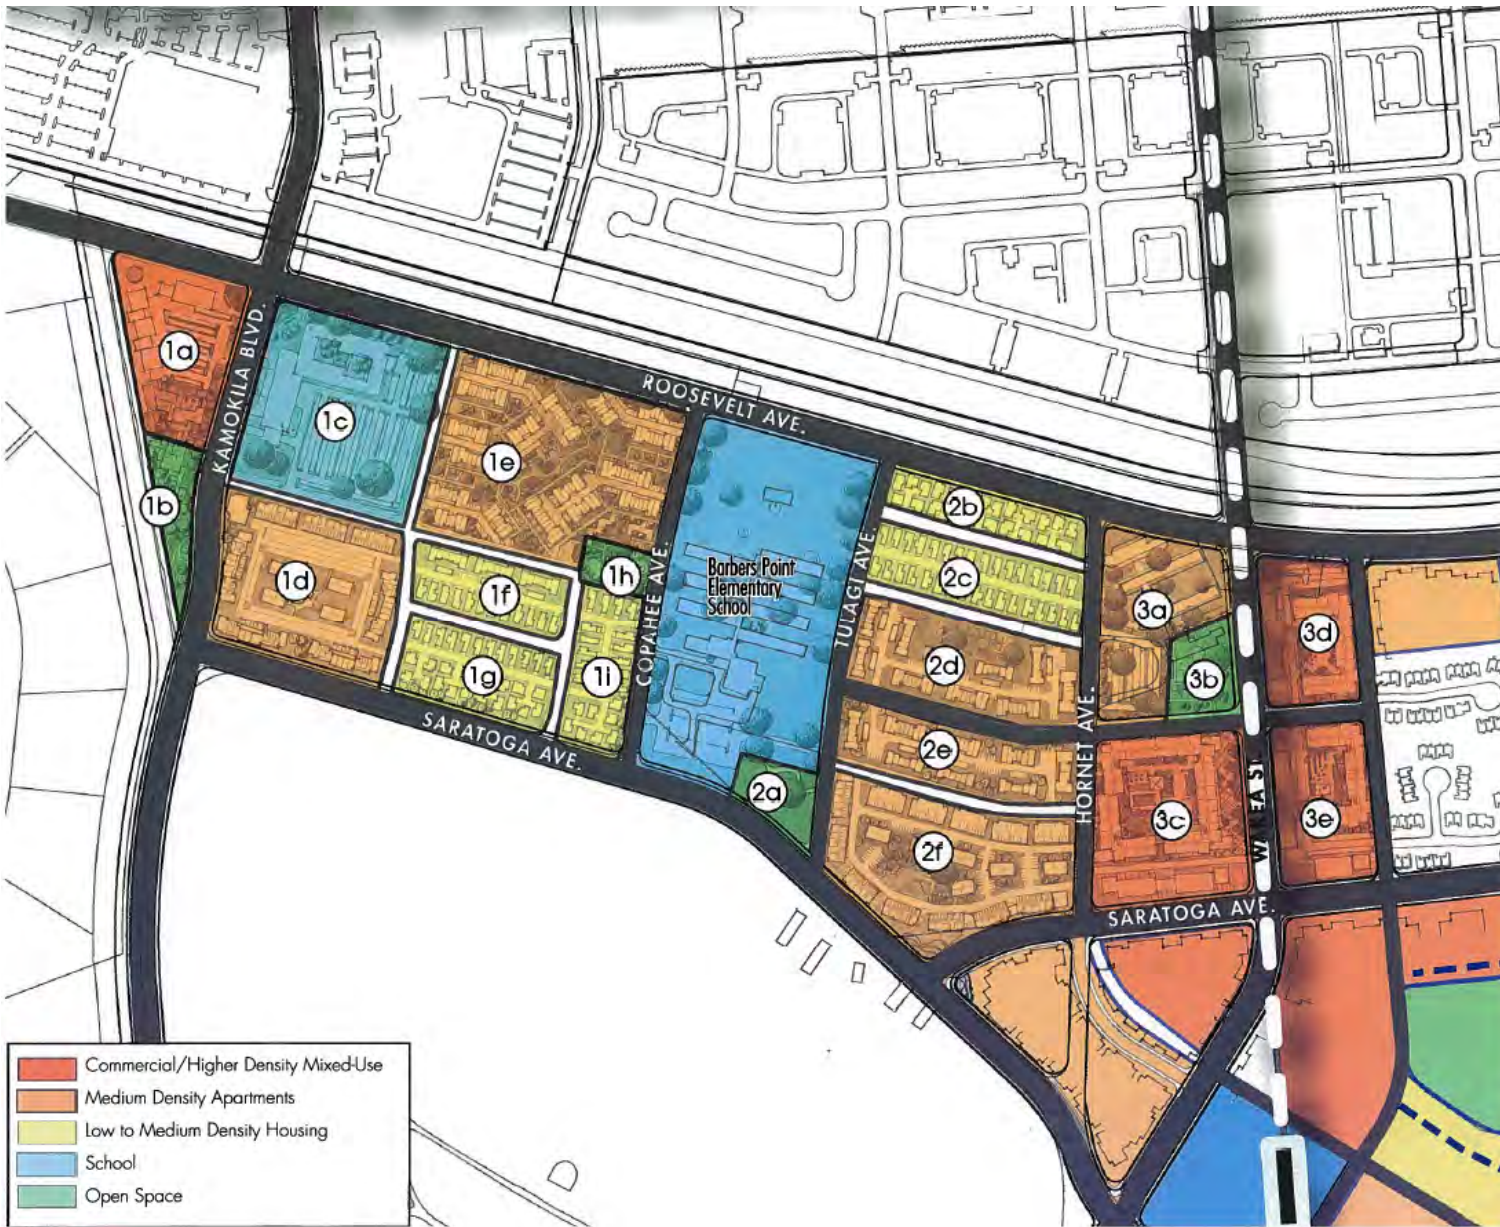 1a
KAMOKILA BLVD.
1c
ROOSEVELT AVE.
1e
1b
1d
1f
1h
1g
1i
COPAHEE AVE.
Barbers Point
Elementary
School
TULAGI AVE.
2b
2c
2d
2e
2a
2f
SARATOGA AVE.
HORNET AVE.
3a
3b
3d
3c
3e
WAKEA ST.
SARATOGA AVE.
Commercial/Higher Density Mixed-Use
Medium Density Apartments
Low to Medium Density Housing
School
Open Space